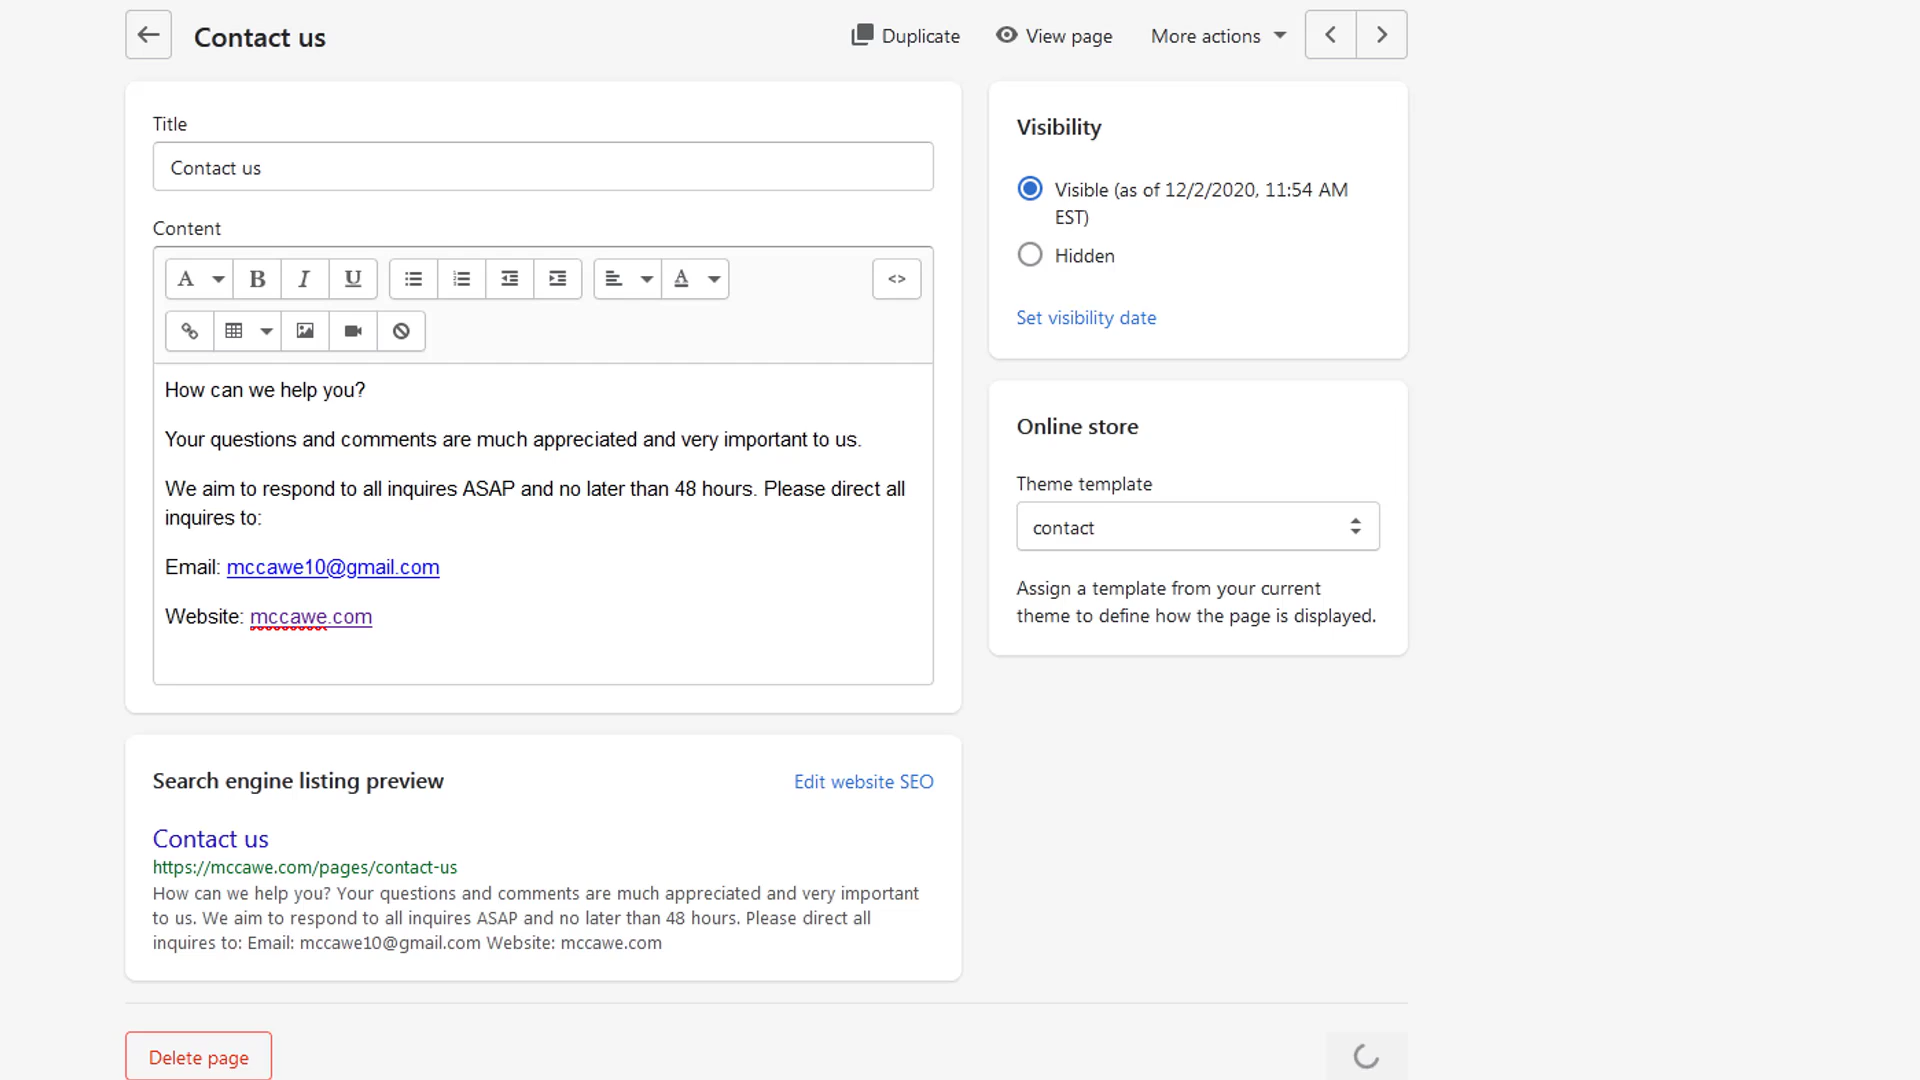 Contact us
Duplicate
View page
More actions
Title
Contact us
Content
A
B
I
U
A
<>
How can we help you?
Your questions and comments are much appreciated and very important to us.
We aim to respond to all inquires ASAP and no later than 48 hours. Please direct all
inquires to:
Email: mccawe10@gmail.com
Website: mccawe.com
Search engine listing preview
Edit website SEO
Contact us
https://mccawe.com/pages/contact-us
How can we help you? Your questions and comments are much appreciated and very important
to us. We aim to respond to all inquires ASAP and no later than 48 hours. Please direct all
inquires to: Email: mccawe10@gmail.com Website: mccawe.com
Delete page
Visibility
Visible (as of 12/2/2020, 11:54 AM
EST)
Hidden
Set visibility date
Online store
Theme template
contact
Assign a template from your current
theme to define how the page is displayed.